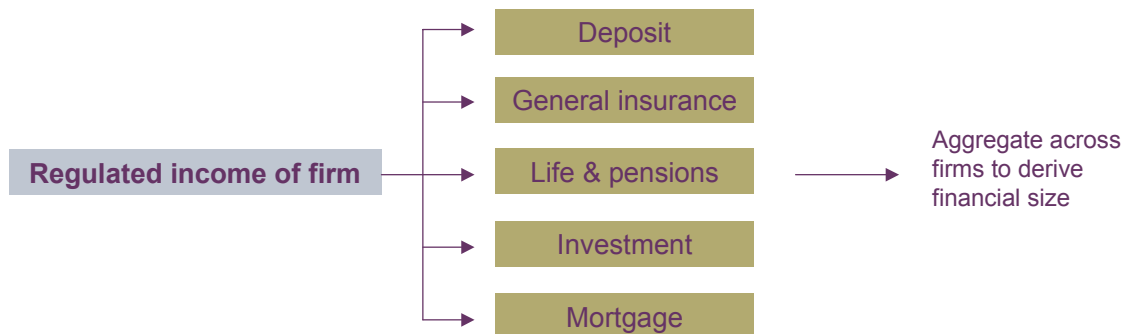 Regulated income of firm
Deposit
General insurance
Life & pensions
Investment
Mortgage
Aggregate across
firms to derive
financial size